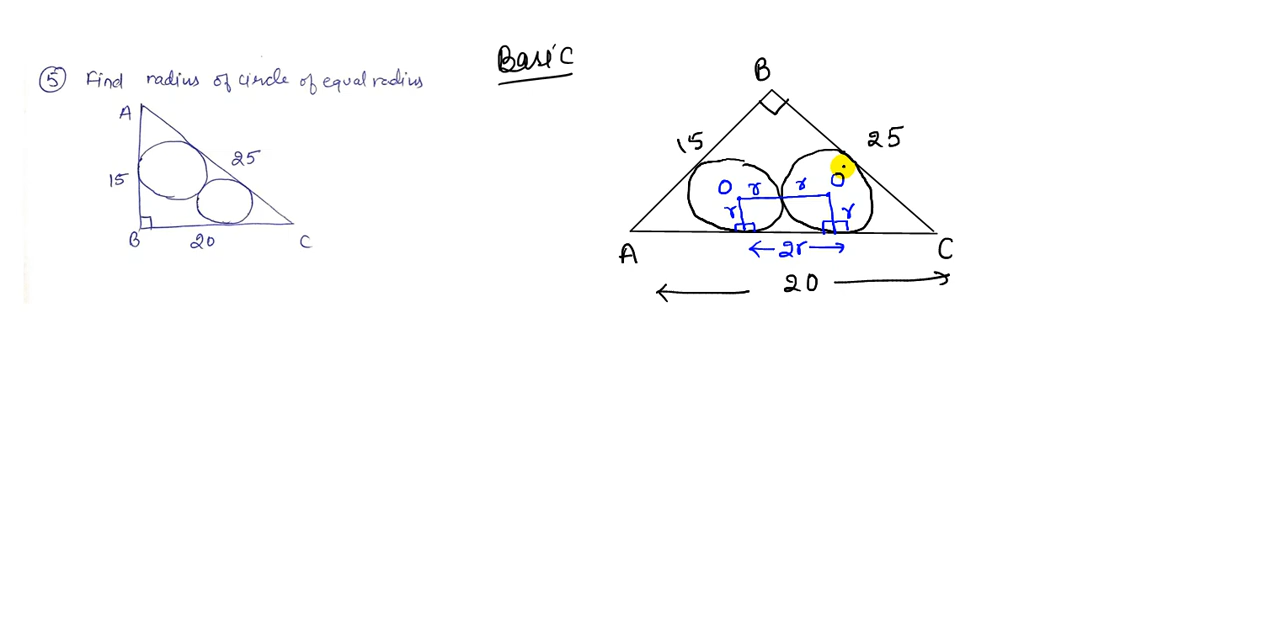 ⑤ Find radius of circle of equal radius
A
15
25
B
20
C
Basic
B
15
25
O r r O
r r
A
2r
C
20